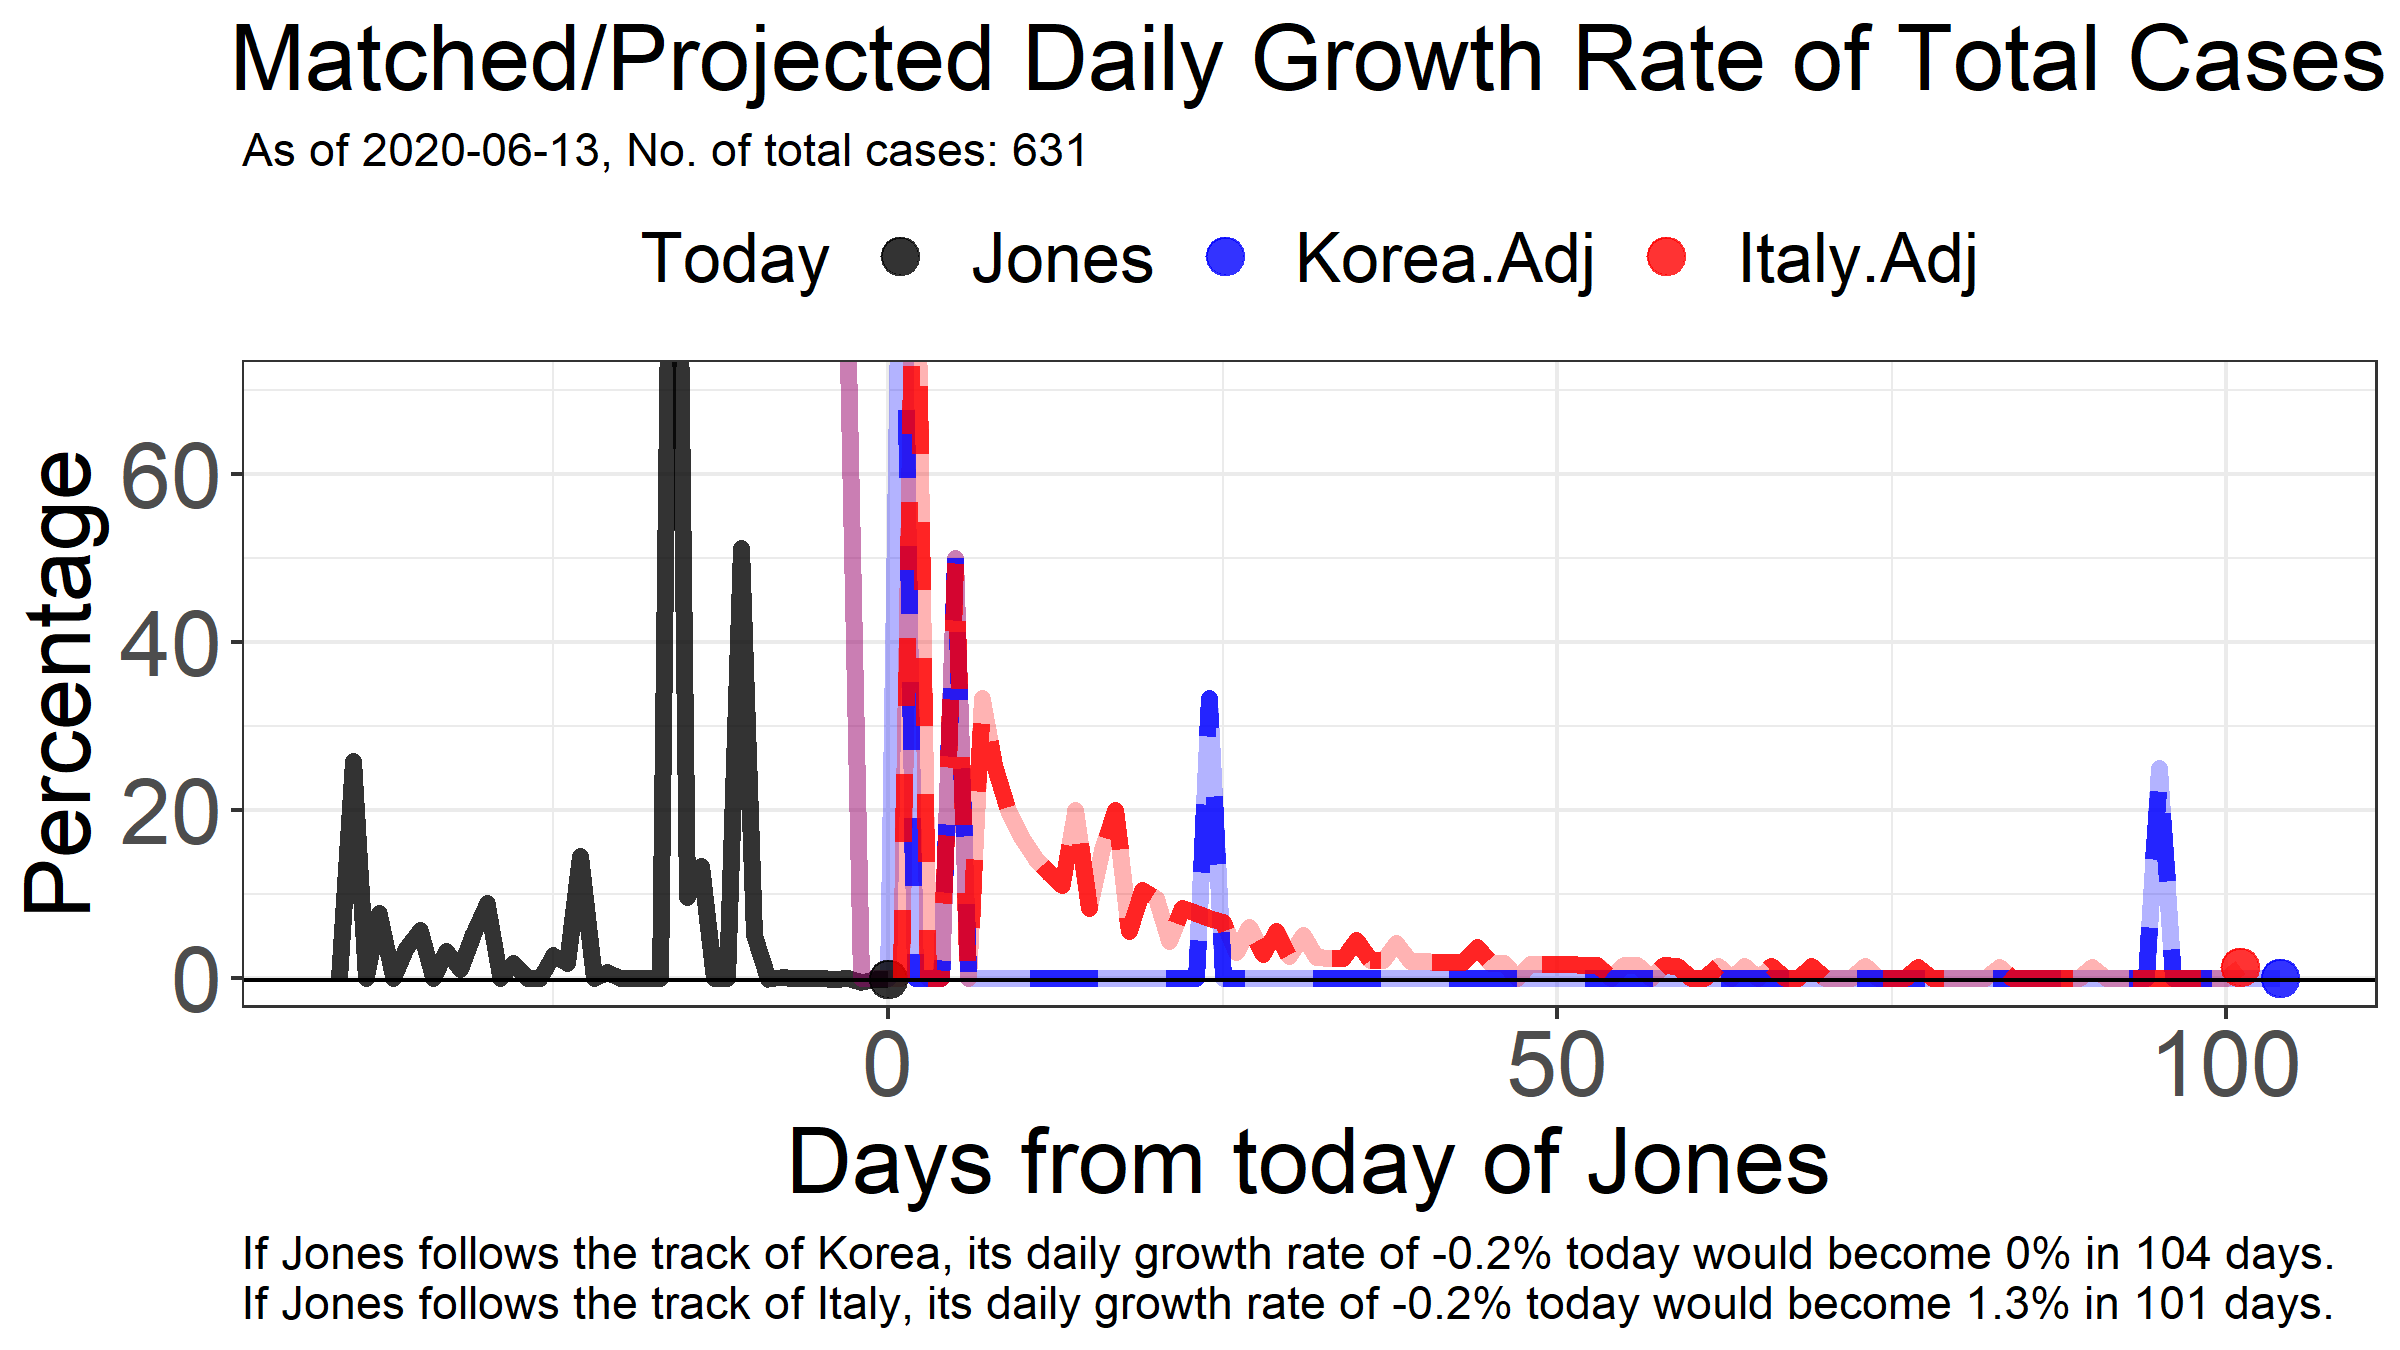 Matched/Projected Daily Growth Rate of Total Cases
As of 2020-06-13, No. of total cases: 631
Today Jones Korea.Adj Italy.Adj
Percentage
60
40
20
0
0 50 100
Days from today of Jones
If Jones follows the track of Korea, its daily growth rate of -0.2% today would become 0% in 104 days.
If Jones follows the track of Italy, its daily growth rate of -0.2% today would become 1.3% in 101 days.